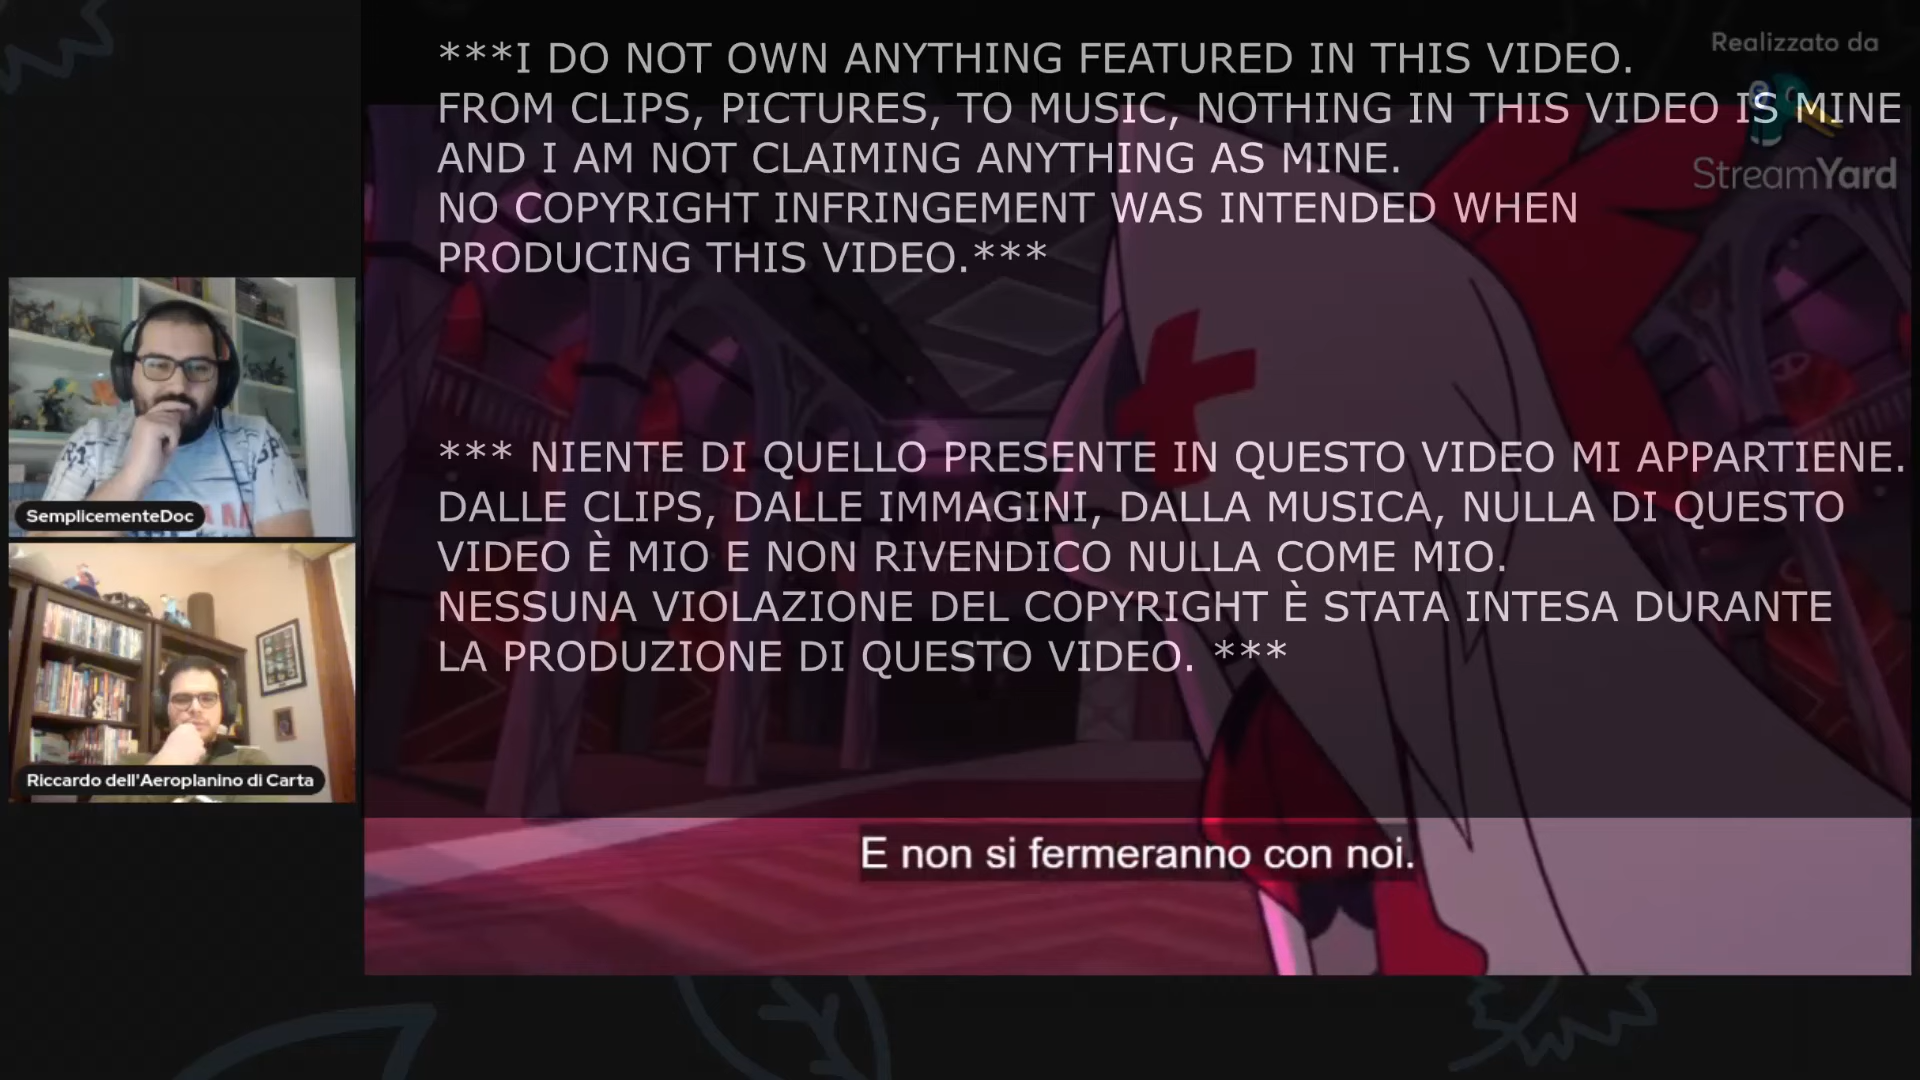 ***I DO NOT OWN ANYTHING FEATURED IN THIS VIDEO.
FROM CLIPS, PICTURES, TO MUSIC, NOTHING IN THIS VIDEO IS MINE
AND I AM NOT CLAIMING ANYTHING AS MINE.
NO COPYRIGHT INFRINGEMENT WAS INTENDED WHEN
PRODUCING THIS VIDEO.***
Realizzato da
StreamYard
*** NIENTE DI QUELLO PRESENTE IN QUESTO VIDEO MI APPARTIENE.
DALLE CLIPS, DALLE IMMAGINI, DALLA MUSICA, NULLA DI QUESTO
VIDEO È MIO E NON RIVENDICO NULLA COME MIO.
NESSUNA VIOLAZIONE DEL COPYRIGHT È STATA INTESA DURANTE
LA PRODUZIONE DI QUESTO VIDEO. ***
SemplicementeDoc
Riccardo dell'Aeroplanino di Carta
E non si fermeranno con noi.